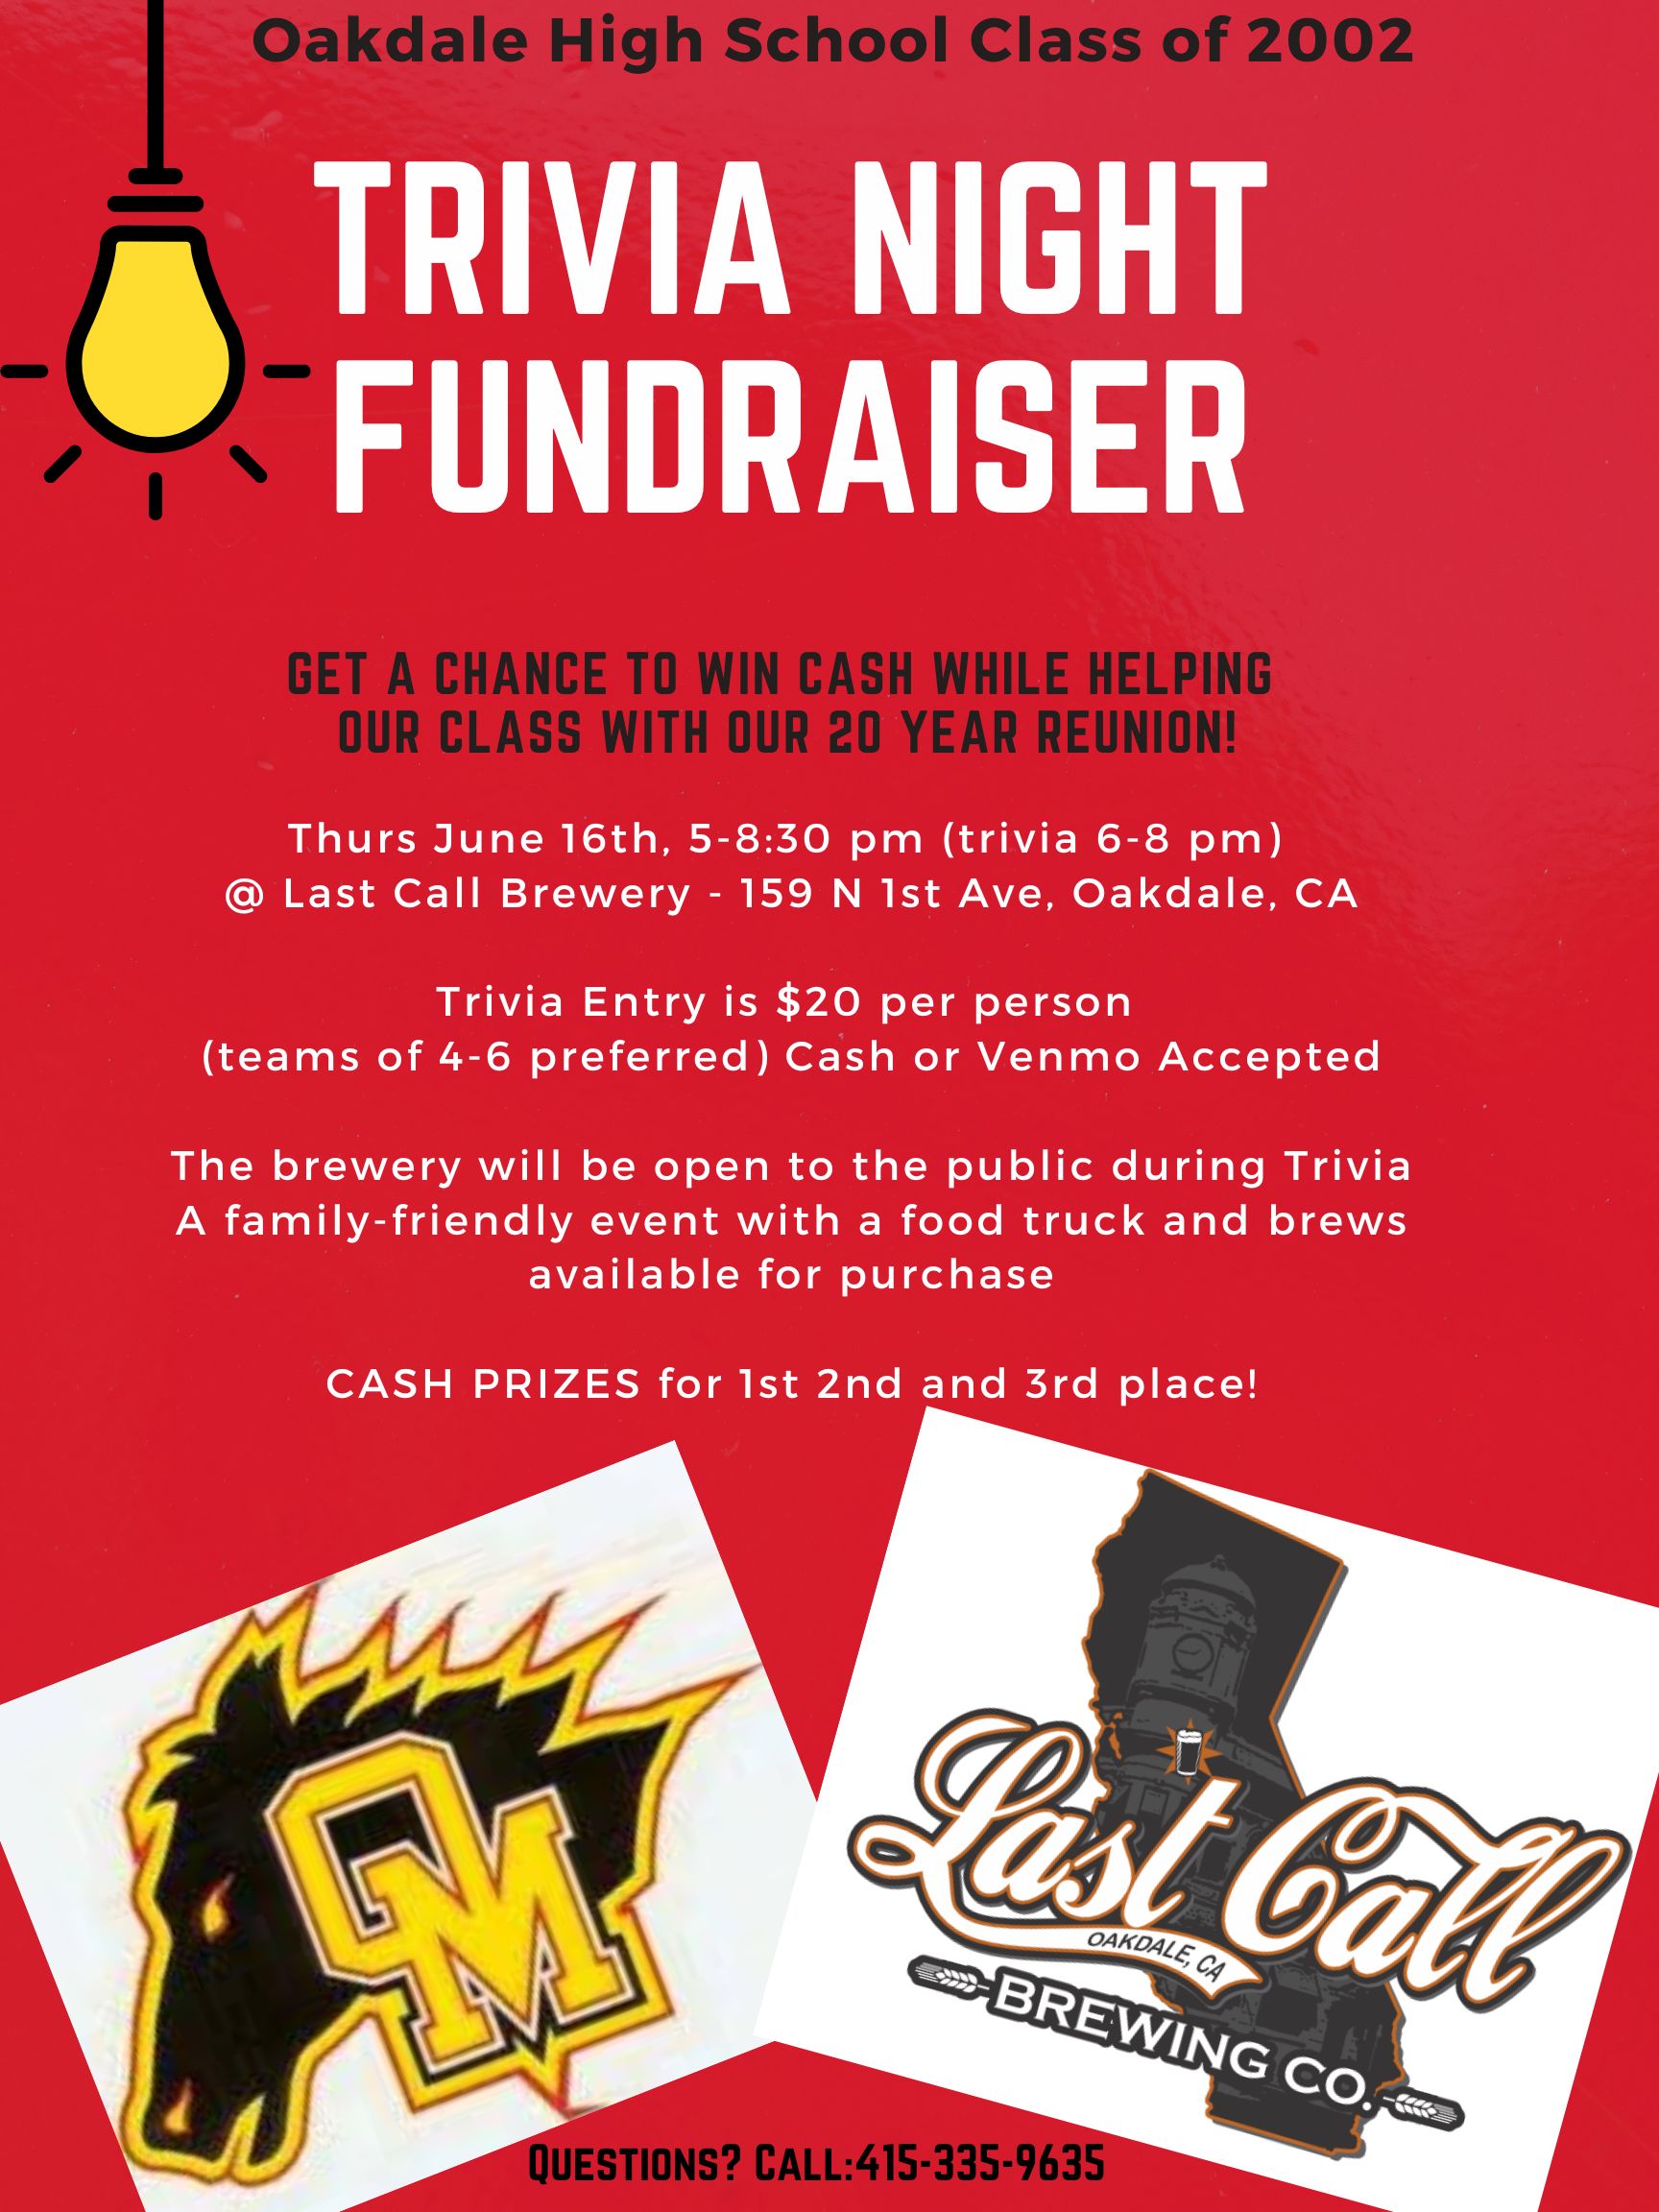 Oakdale High School Class of 2002
TRIVIA NIGHT
FUNDRAISER
GET A CHANCE TO WIN CASH WHILE HELPING
OUR CLASS WITH OUR 20 YEAR REUNION!
Thurs June 16th, 5-8:30 pm (trivia 6-8 pm)
@ Last Call Brewery - 159 N 1st Ave, Oakdale, CA
Trivia Entry is $20 per person
(teams of 4-6 preferred) Cash or Venmo Accepted
The brewery will be open to the public during Trivia
A family-friendly event with a food truck and brews
available for purchase
CASH PRIZES for 1st 2nd and 3rd place!
OM
Last Call
OAKDALE, CA
BREWING CO.
QUESTIONS? CALL:415-335-9635